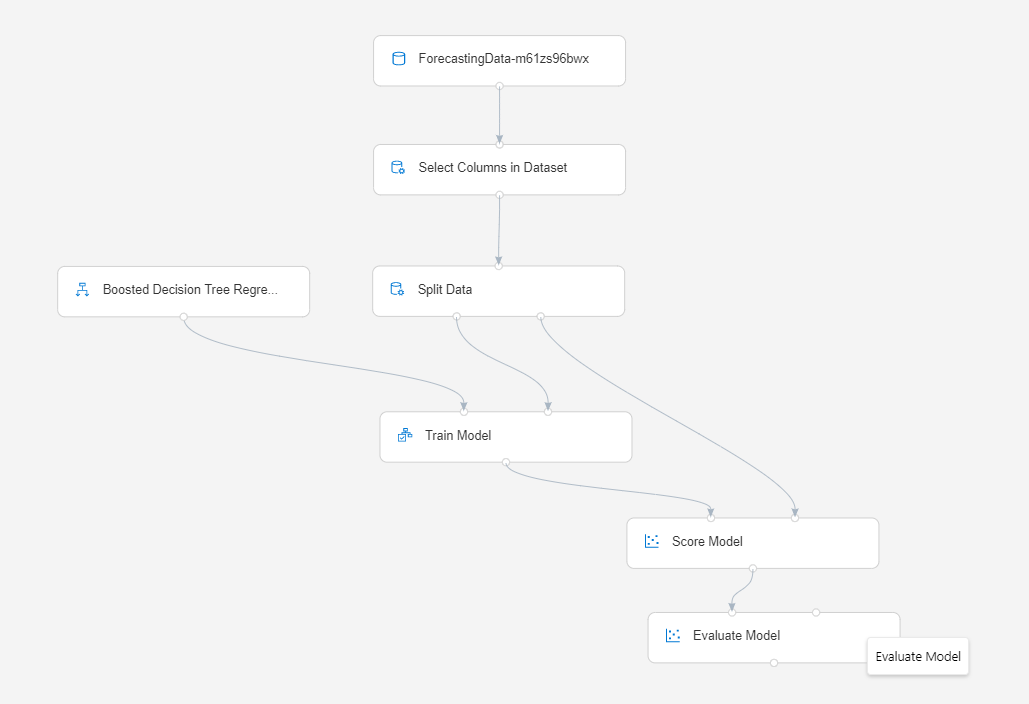 ForecastingData-m61zs96bwx
Select Columns in Dataset
Boosted Decision Tree Regre...
Split Data
Train Model
Score Model
Evaluate Model
Evaluate Model